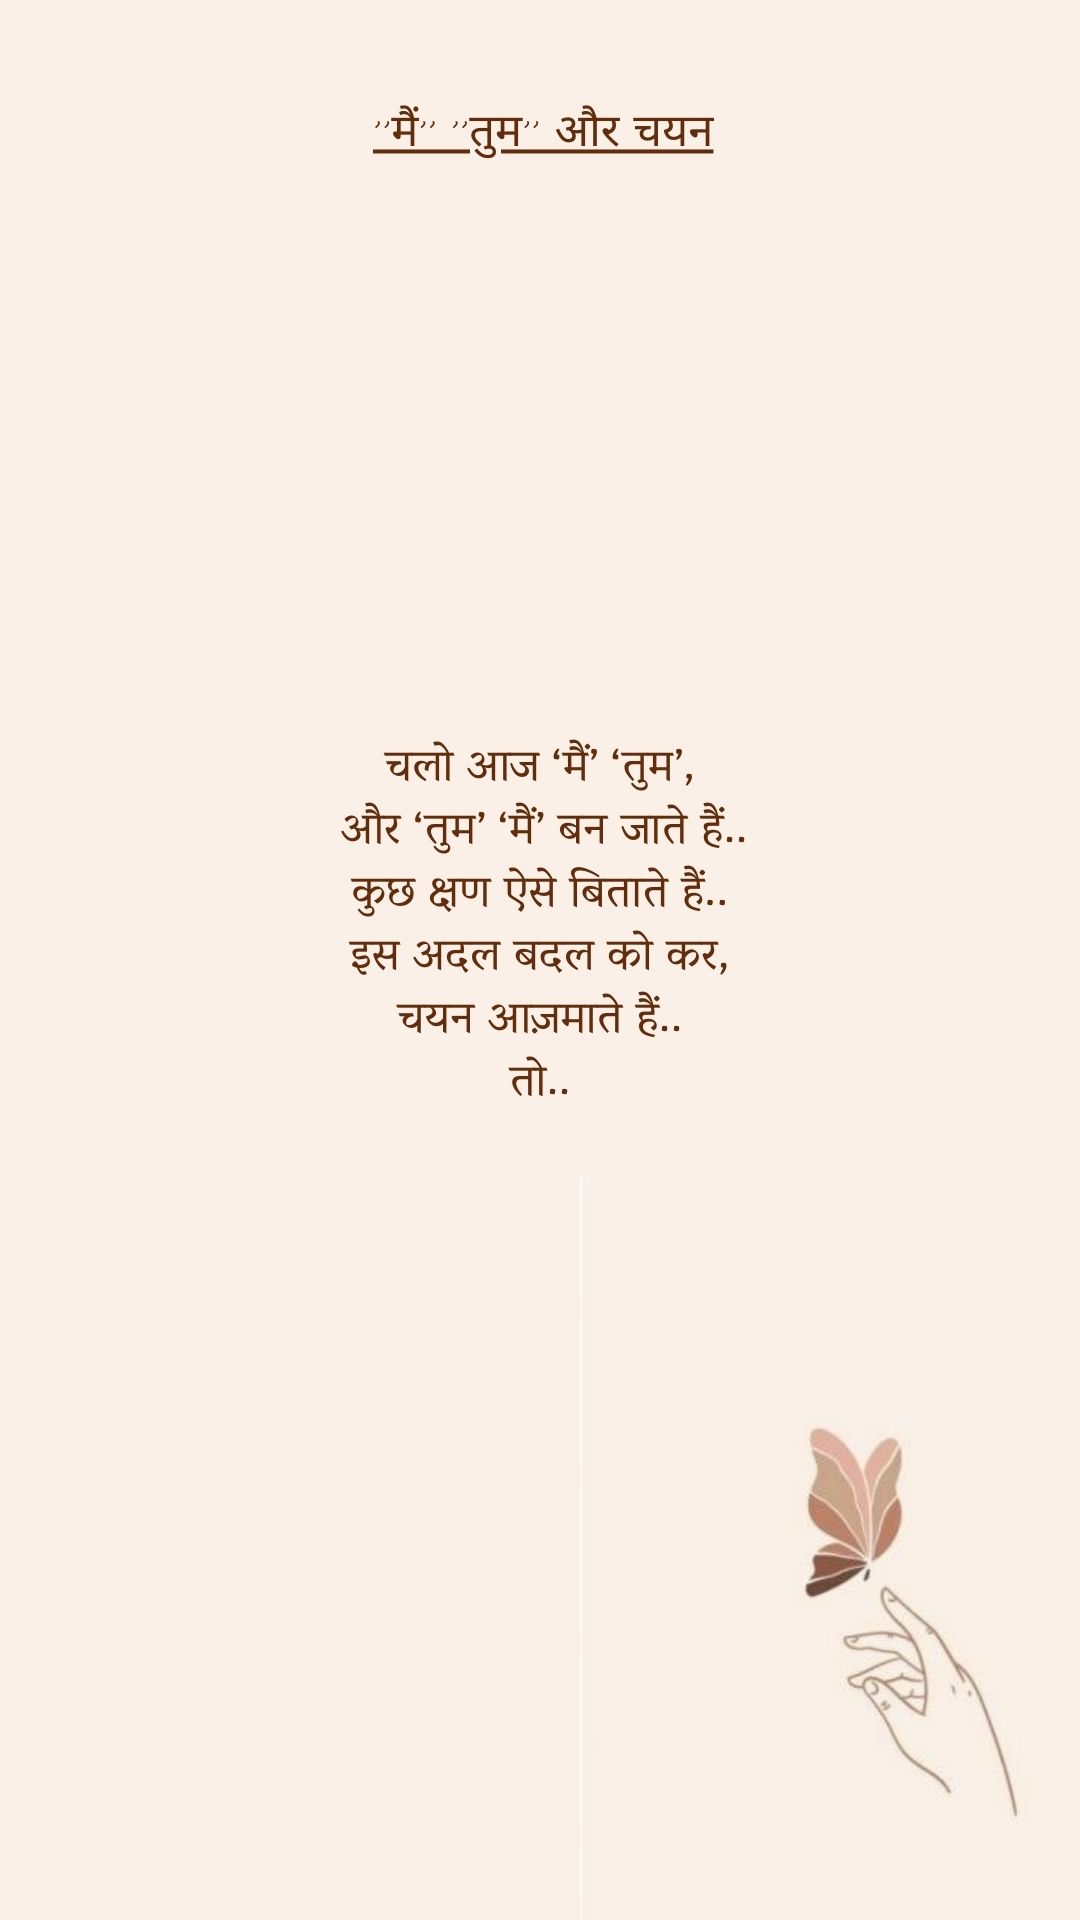 ’’मैं’’ ’’तुम’’ और चयन
चलो आज ‘मैं’ ‘तुम’,
और ‘तुम’ ‘मैं’ बन जाते हैं..
कुछ क्षण ऐसे बिताते हैं..
इस अदल बदल को कर,
चयन आज़माते हैं..
तो..